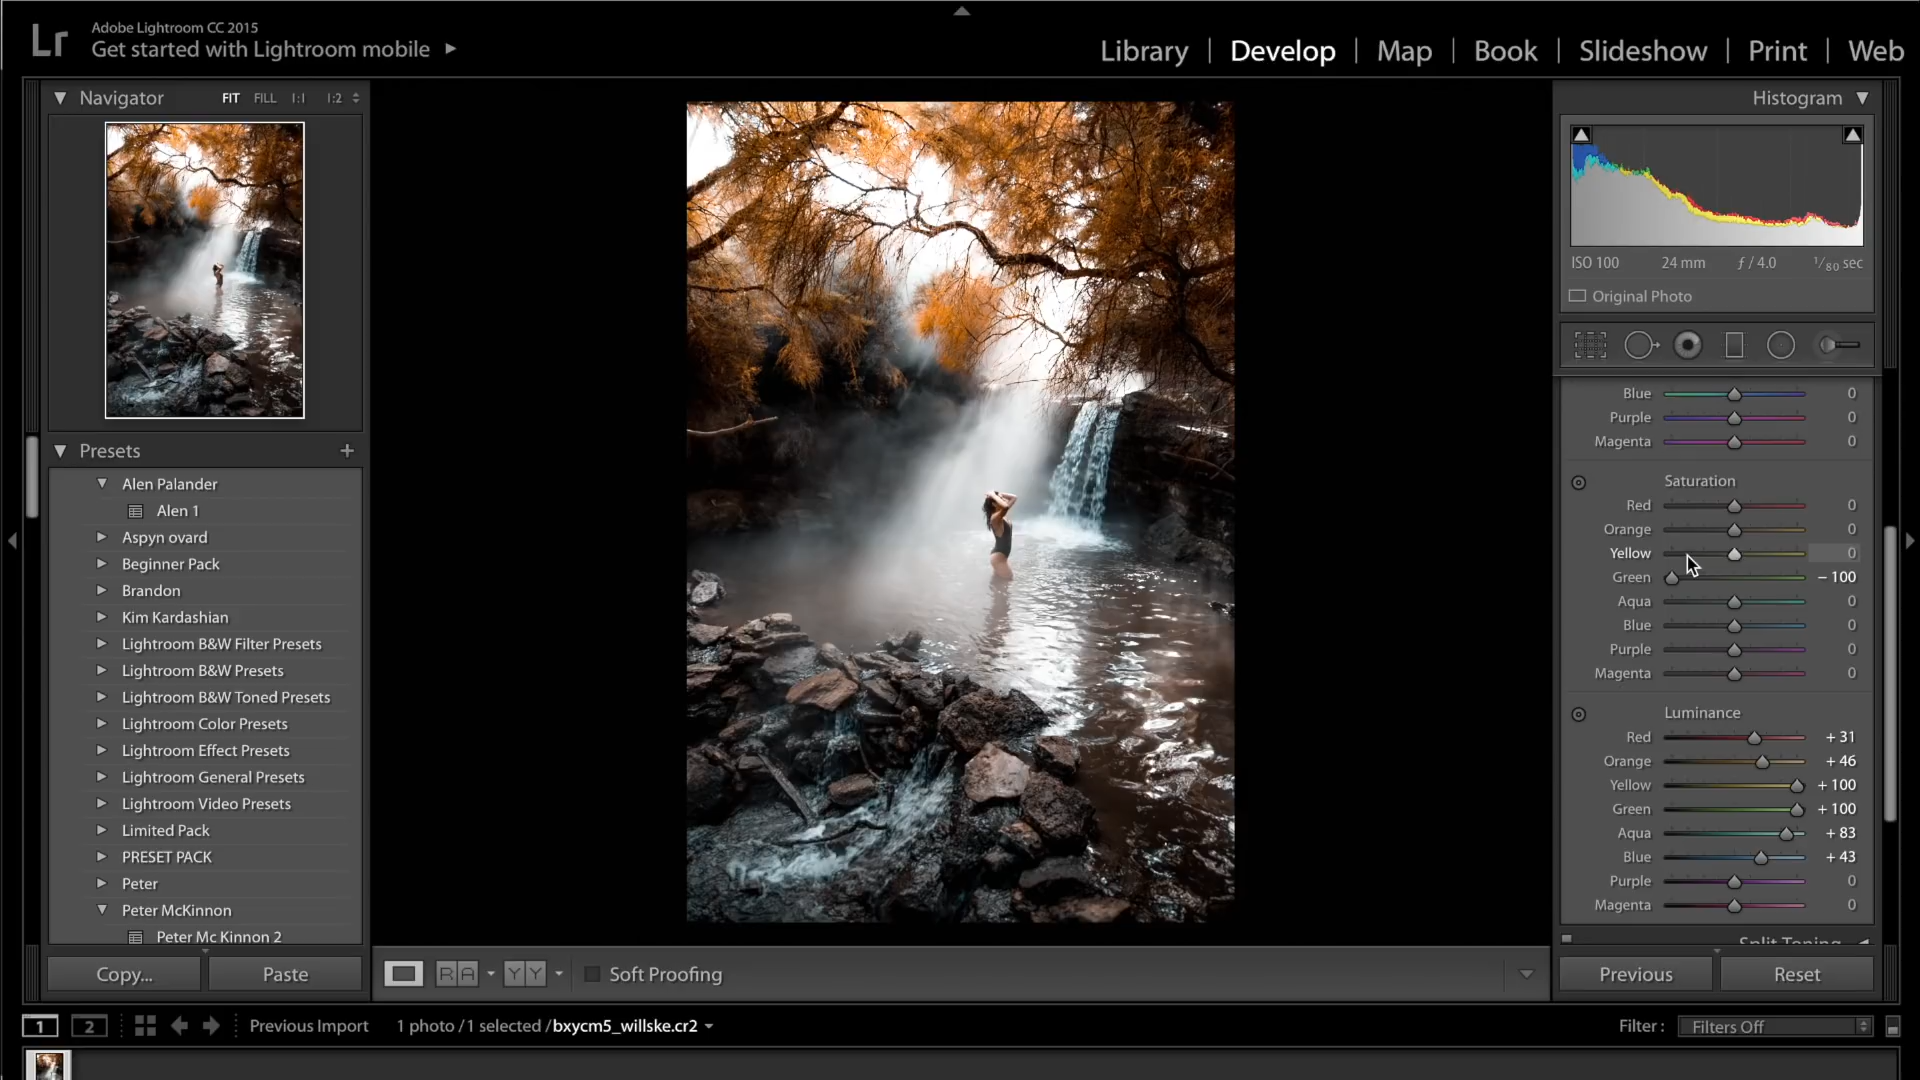 Lr
Adobe Lightroom CC 2015
Get started with Lightroom mobile
Library | Develop | Map | Book | Slideshow | Print | Web
Navigator FIT FILL 1:1 1:2
Presets +
Alen Palander
Alen 1
Aspyn ovard
Beginner Pack
Brandon
Kim Kardashian
Lightroom B&W Filter Presets
Lightroom B&W Presets
Lightroom B&W Toned Presets
Lightroom Color Presets
Lightroom Effect Presets
Lightroom General Presets
Lightroom Video Presets
Limited Pack
PRESET PACK
Peter
Peter McKinnon
Peter Mc Kinnon 2
Copy... Paste
R A Y Y Soft Proofing
Histogram
ISO 100 24 mm ƒ / 4.0 1/80 sec
Original Photo
Blue 0
Purple 0
Magenta 0
Saturation
Red 0
Orange 0
Yellow 0
Green – 100
Aqua 0
Blue 0
Purple 0
Magenta 0
Luminance
Red + 31
Orange + 46
Yellow + 100
Green + 100
Aqua + 83
Blue + 43
Purple 0
Magenta 0
Split Toning
Previous Reset
1 2 Previous Import 1 photo / 1 selected / bxycm5_willske.cr2 Filter : Filters Off